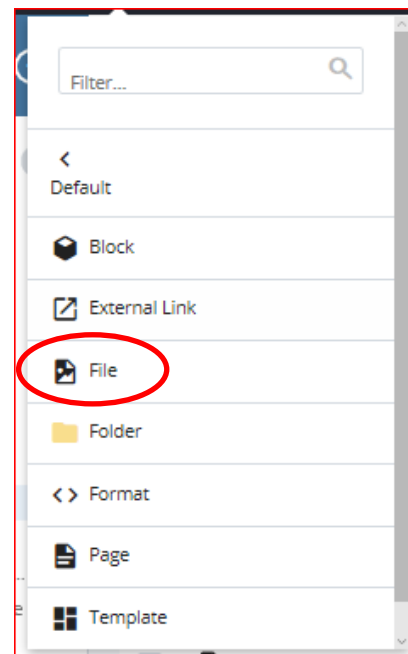 Filter...
Default
Block
External Link
File
Folder
Format
Page
Template